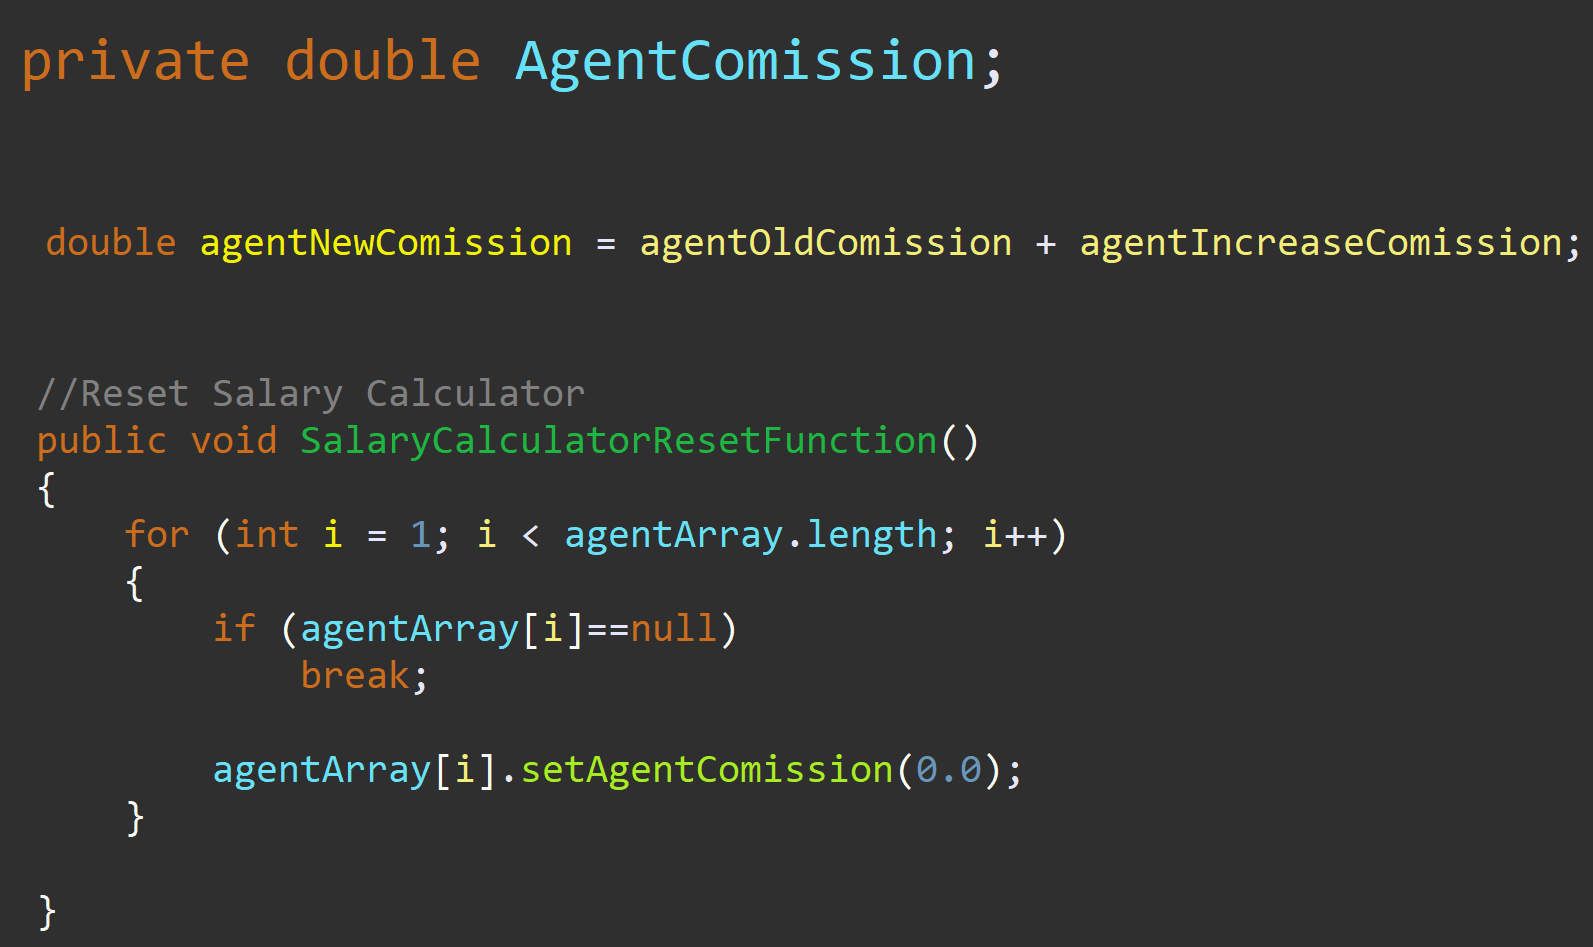 private double AgentComission;
double agentNewComission = agentOldComission + agentIncreaseComission;
//Reset Salary Calculator
public void SalaryCalculatorResetFunction()
{
for (int i = 1; i < agentArray.length; i++)
{
if (agentArray[i]==null)
break;
agentArray[i].setAgentComission(0.0);
}
}